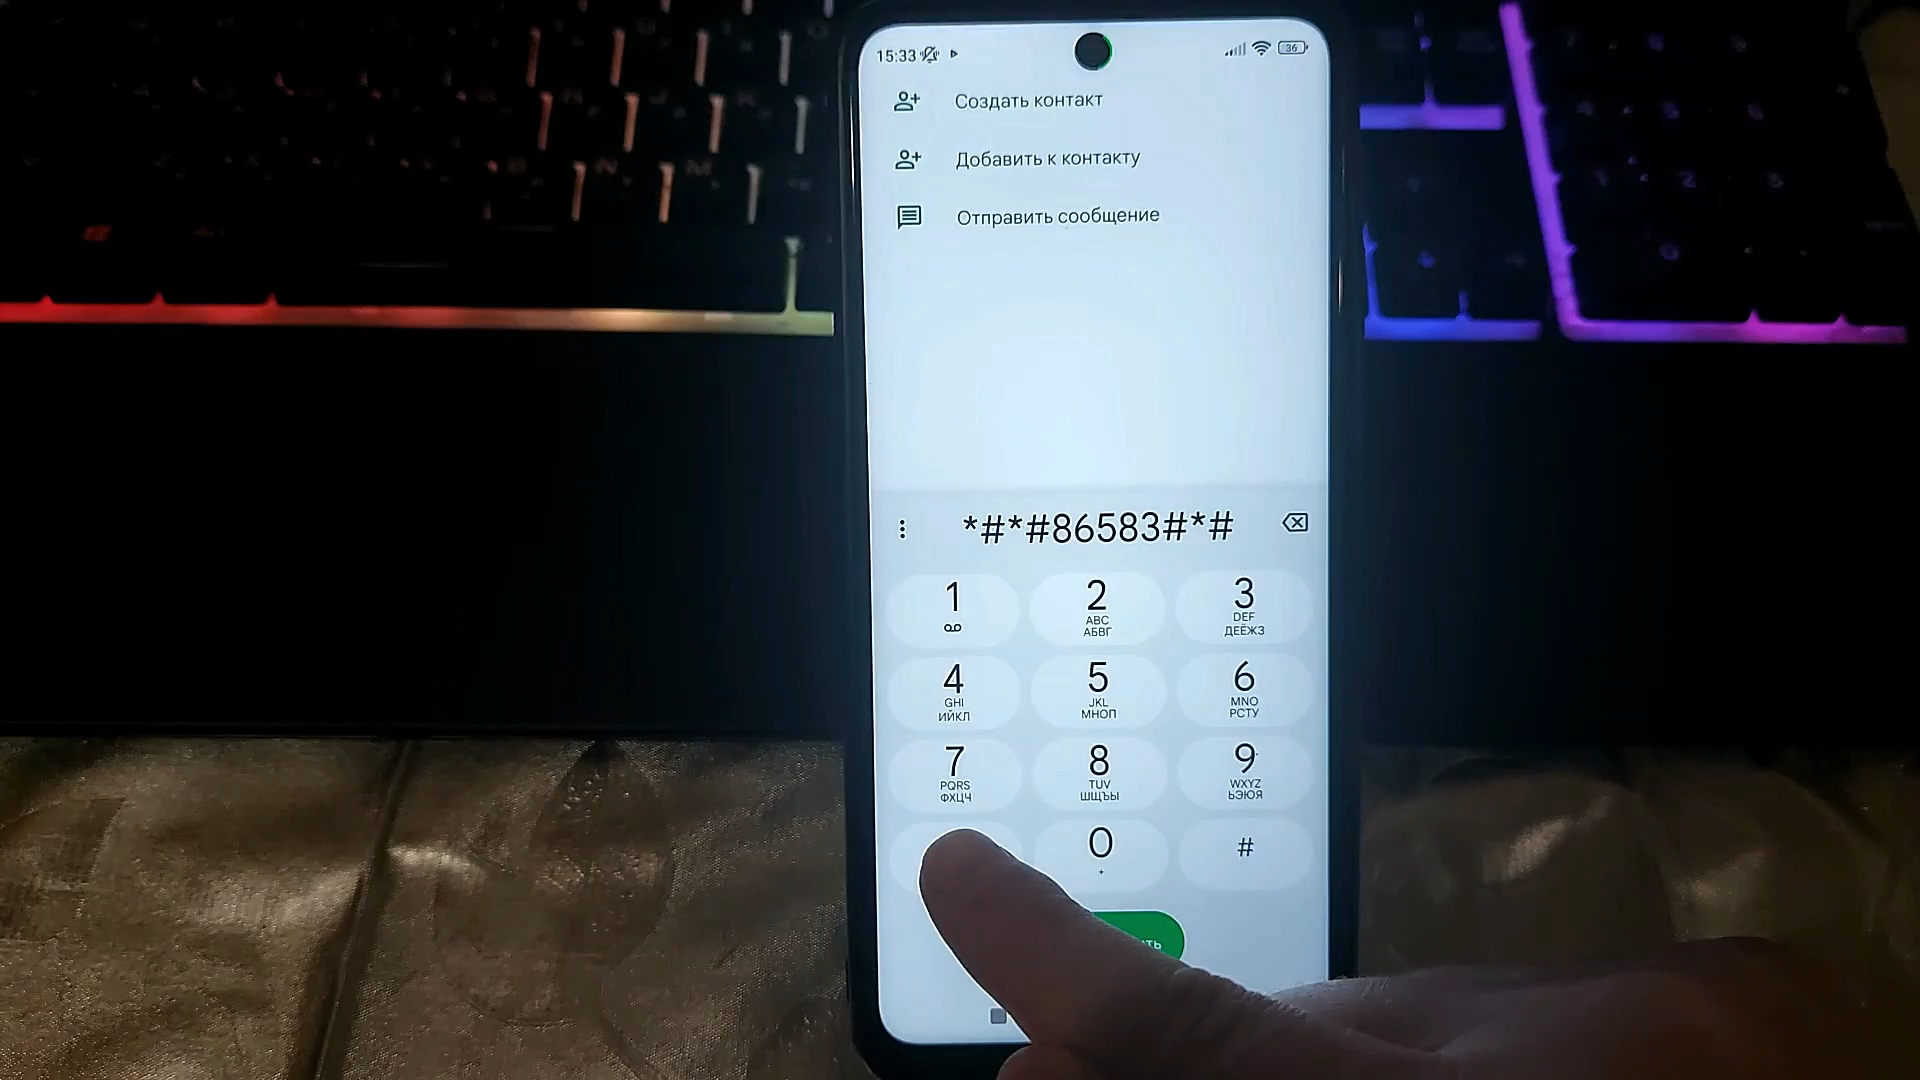 15:33
36
Создать контакт
Добавить к контакту
Отправить сообщение
*#*#86583#*#
1 2 3
ABC DEF
АБВГ ДЕЁЖЗ
4 5 6
GHI JKL MNO
ИЙКЛ МНОП РСТУ
7 8 9
PQRS TUV WXYZ
ФХЦЧ ШЩЪЫ ЬЭЮЯ
0 #
+